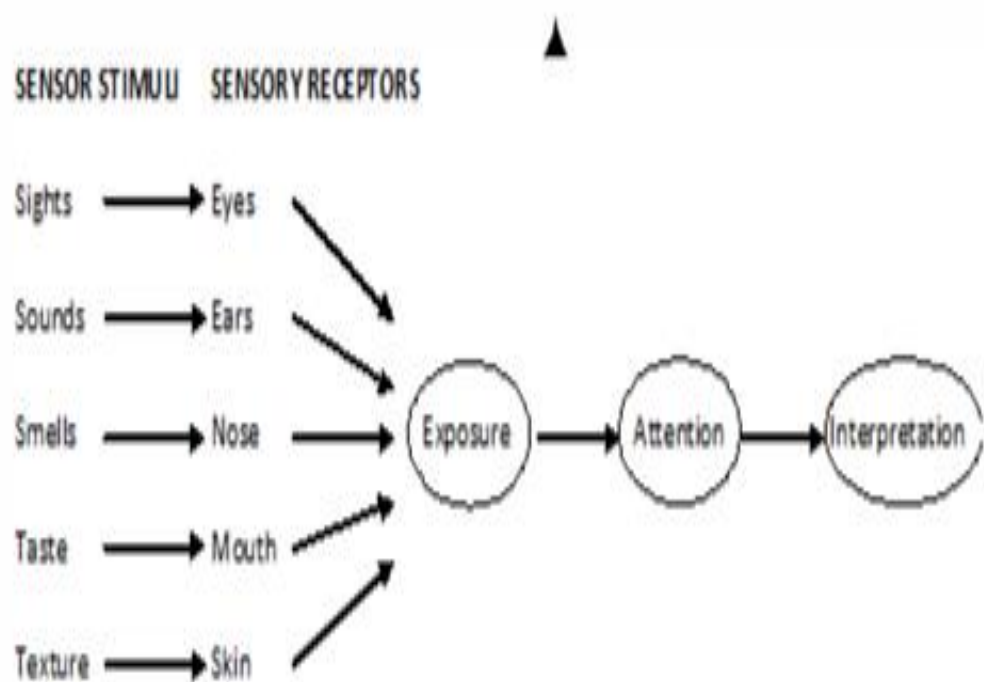 SENSOR STIMULI SENSORY RECEPTORS
Sights Eyes
Sounds Ears
Smells Nose Exposure Attention Interpretation
Taste Mouth
Texture Skin